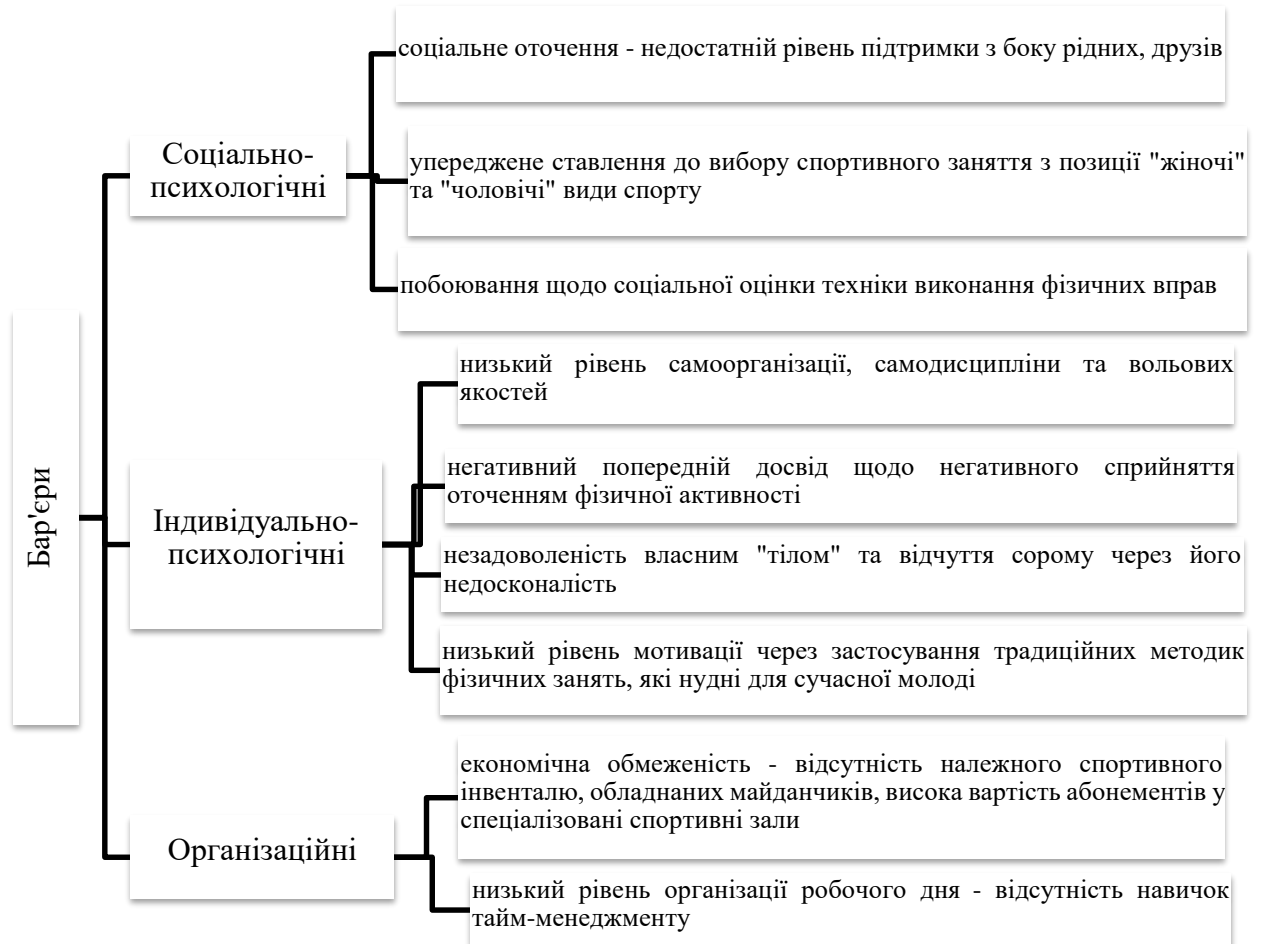 Бар'єри
Соціально-
психологічні
соціальне оточення - недостатній рівень підтримки з боку рідних, друзів
упереджене ставлення до вибору спортивного заняття з позиції "жіночі"
та "чоловічі" види спорту
побоювання щодо соціальної оцінки техніки виконання фізичних вправ
Індивідуально-
психологічні
низький рівень самоорганізації, самодисципліни та вольових
якостей
негативний попередній досвід щодо негативного сприйняття
оточенням фізичної активності
незадоволеність власним "тілом" та відчуття сорому через його
недосконалість
низький рівень мотивації через застосування традиційних методик
фізичних занять, які нудні для сучасної молоді
Організаційні
економічна обмеженість - відсутність належного спортивного
інвенталю, обладнаних майданчиків, висока вартість абонементів у
спеціалізовані спортивні зали
низький рівень організації робочого дня - відсутність навичок
тайм-менеджменту